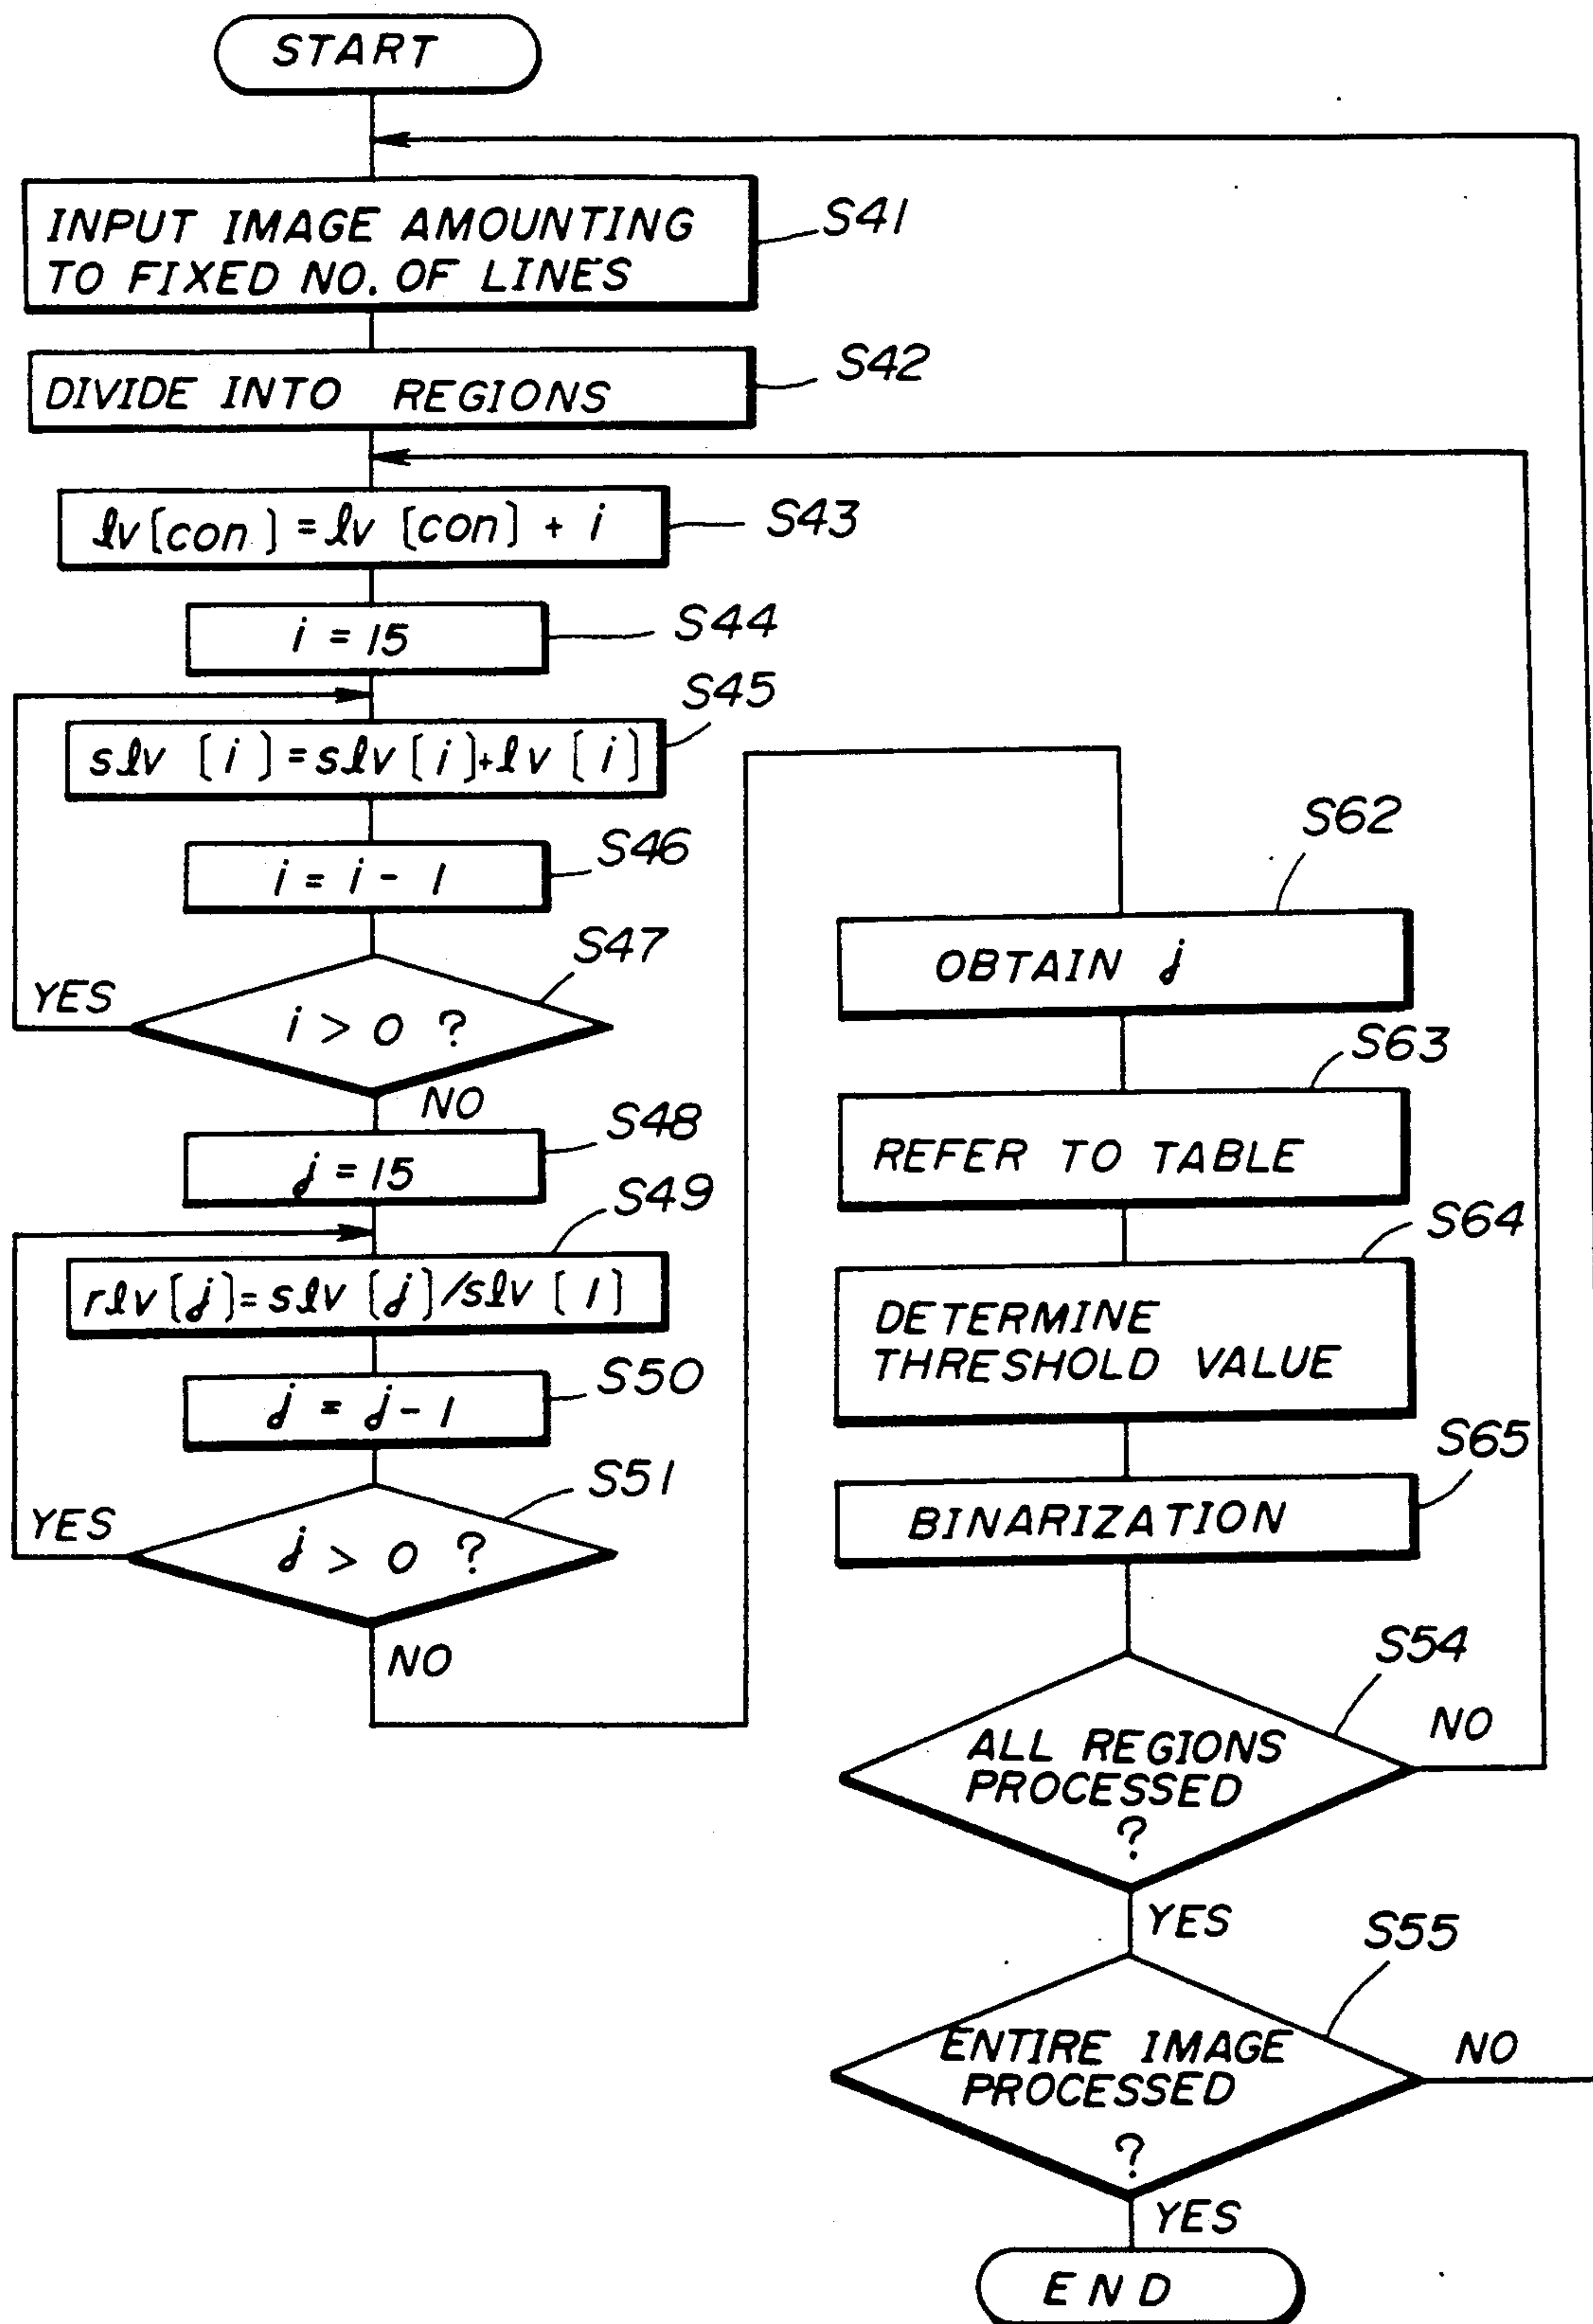 START
INPUT IMAGE AMOUNTING
TO FIXED NO. OF LINES
S41
DIVIDE INTO REGIONS
S42
lv[con] = lv [con] + i
S43
i = 15
S44
slv [i] = slv [i] + lv [i]
S45
i = i - 1
S46
i > 0 ?
S47
YES
NO
j = 15
S48
rlv[j] = slv [j] / slv [1]
S49
j = j - 1
S50
j > 0 ?
S51
YES
NO
OBTAIN j
S62
REFER TO TABLE
S63
DETERMINE
THRESHOLD VALUE
S64
BINARIZATION
S65
ALL REGIONS
PROCESSED
?
S54
NO
YES
ENTIRE IMAGE
PROCESSED
?
S55
NO
YES
END